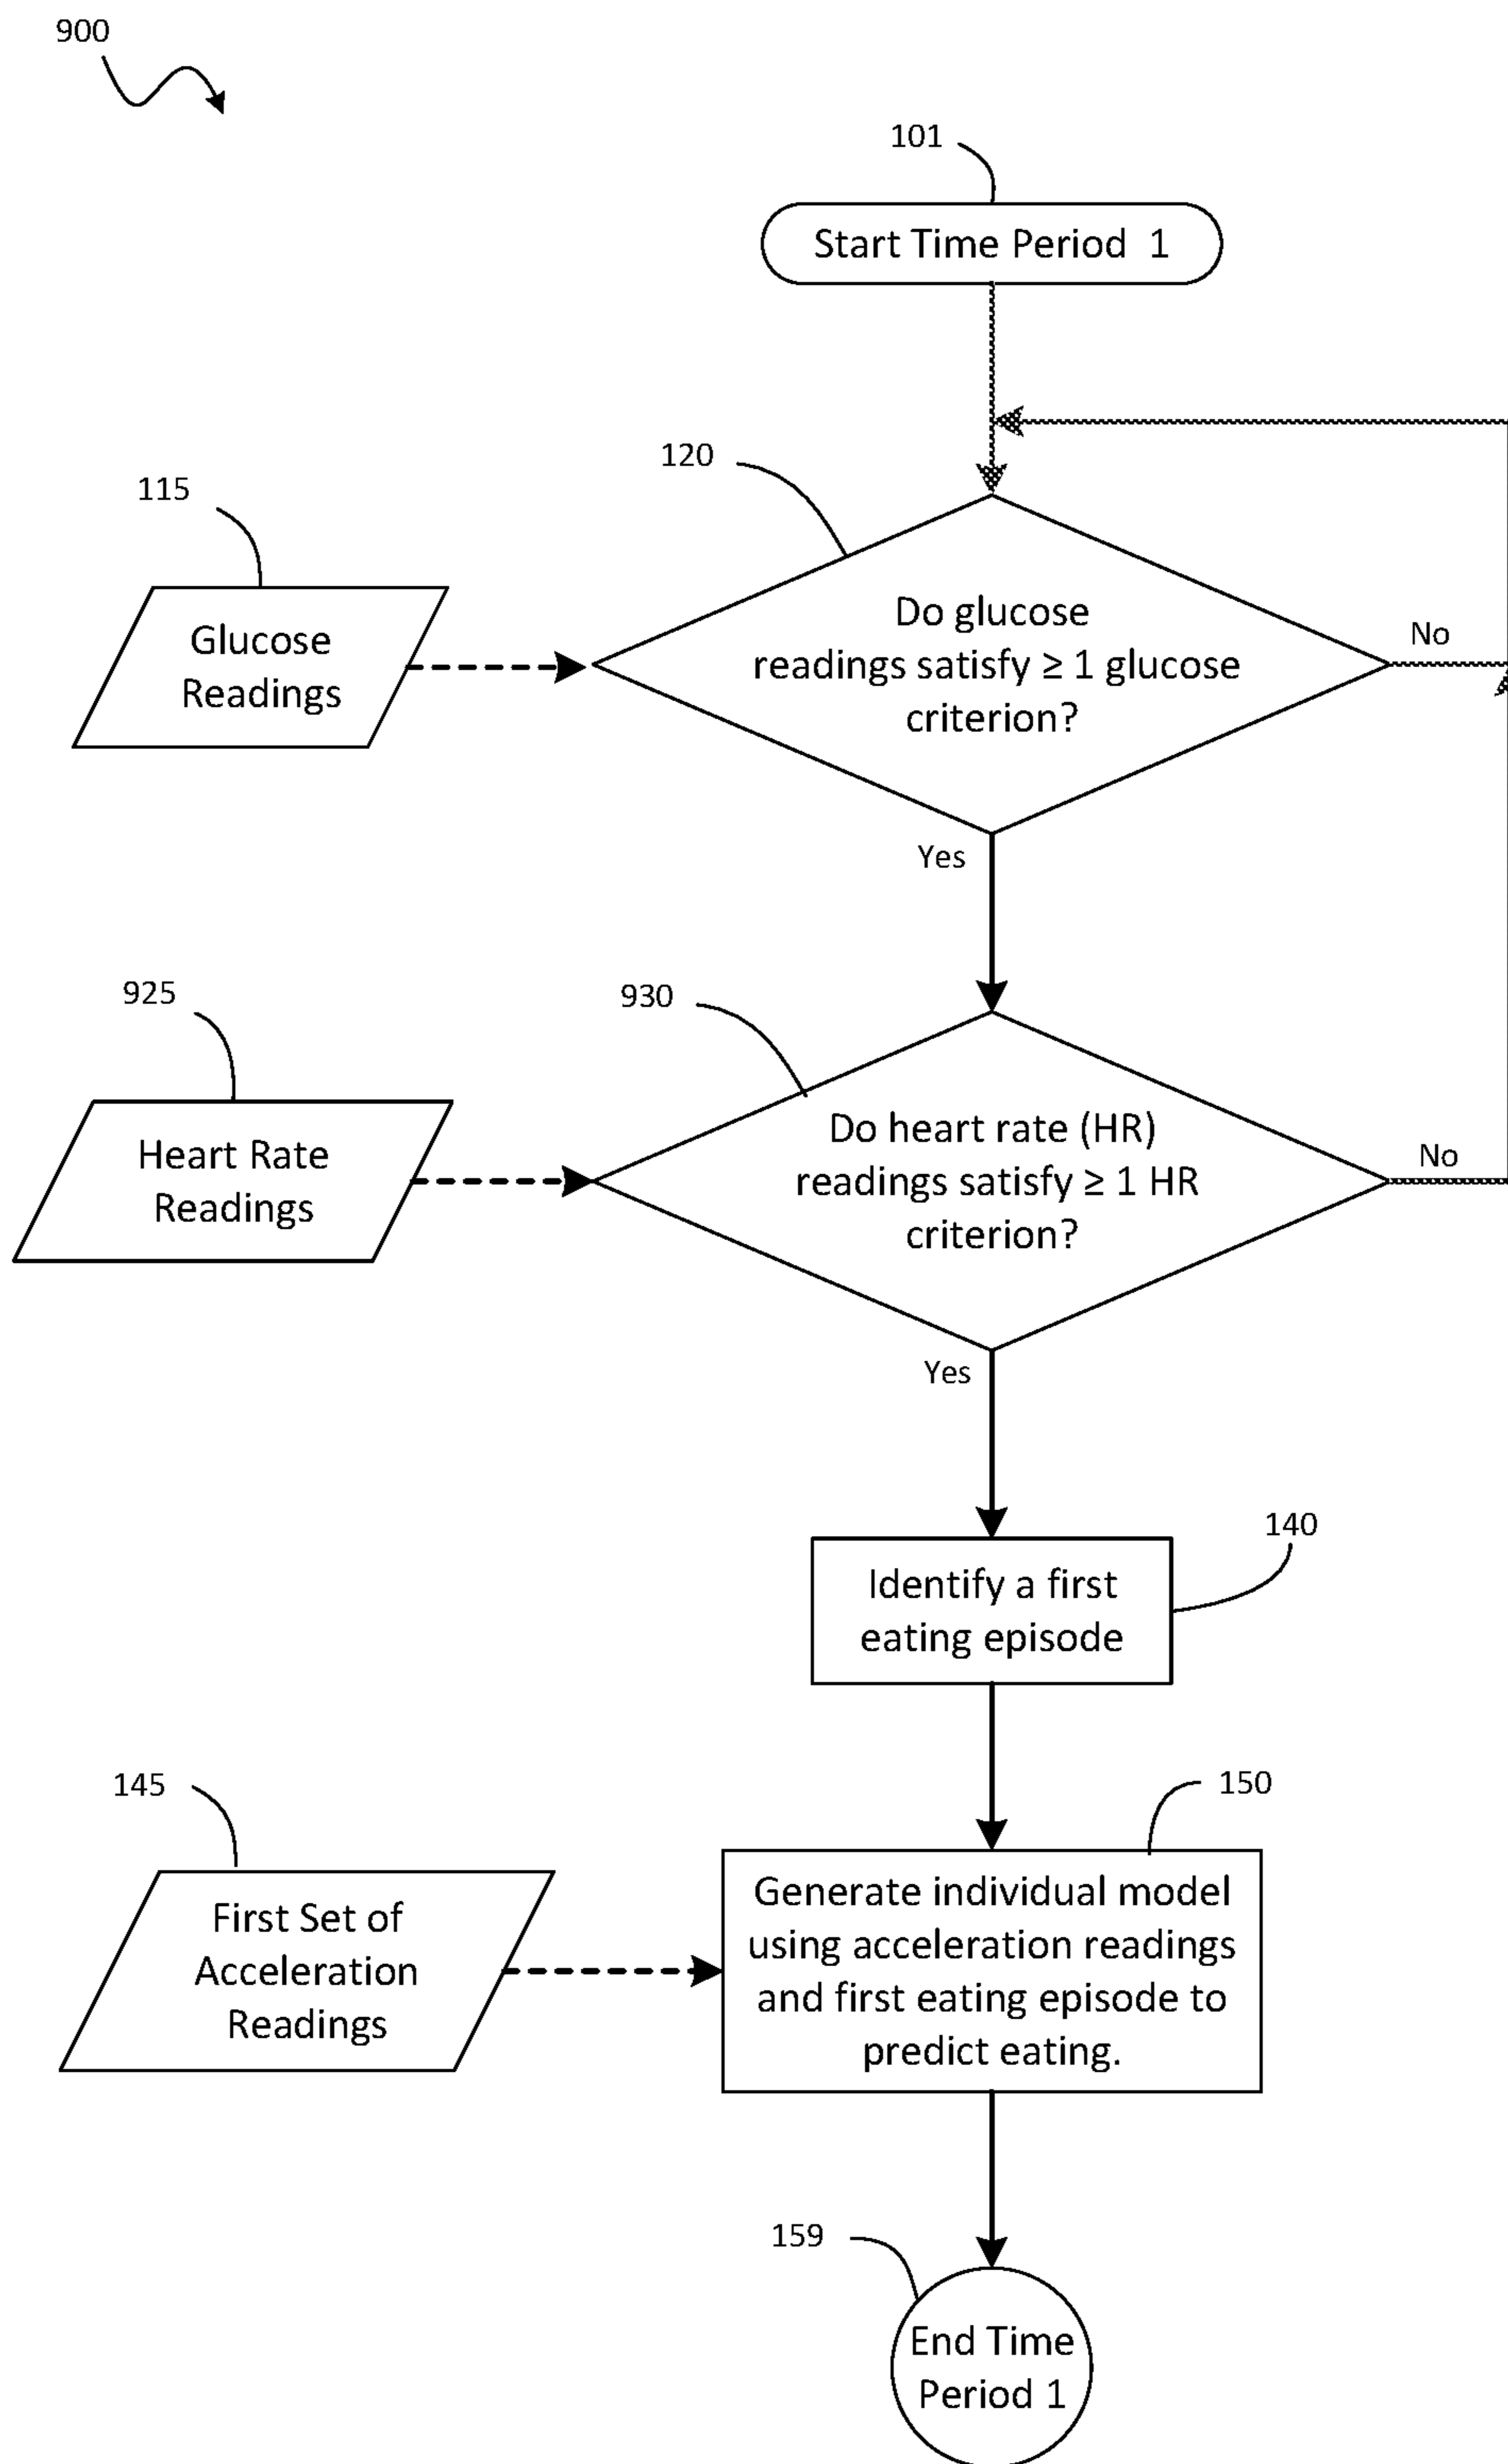 900
101
Start Time Period 1
120
115
Glucose
Readings
Do glucose
readings satisfy ≥ 1 glucose
criterion?
No
Yes
925
930
Heart Rate
Readings
Do heart rate (HR)
readings satisfy ≥ 1 HR
criterion?
No
Yes
140
Identify a first
eating episode
145
150
First Set of
Acceleration
Readings
Generate individual model
using acceleration readings
and first eating episode to
predict eating.
159
End Time
Period 1